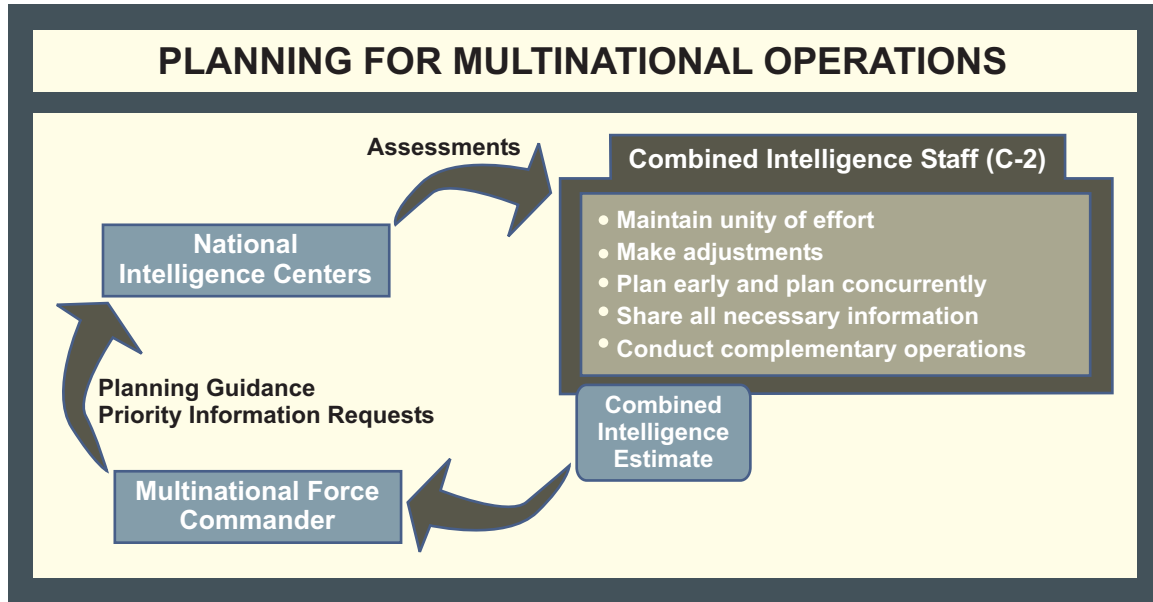 PLANNING FOR MULTINATIONAL OPERATIONS
Assessments
Combined Intelligence Staff (C-2)
• Maintain unity of effort
• Make adjustments
• Plan early and plan concurrently
• Share all necessary information
• Conduct complementary operations
National
Intelligence Centers
Planning Guidance
Priority Information Requests
Combined
Intelligence
Estimate
Multinational Force
Commander